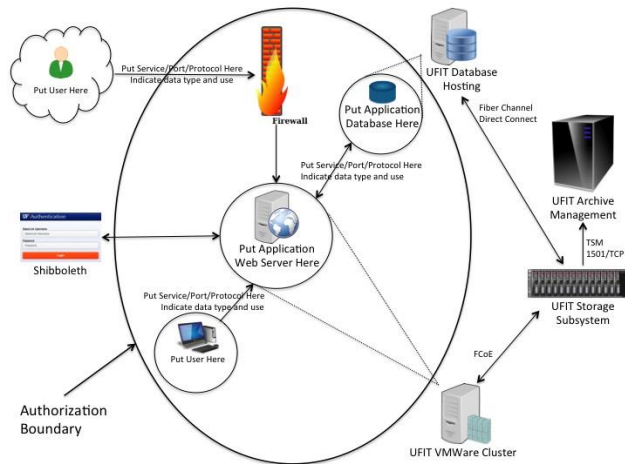 Put User Here
Put Service/Port/Protocol Here
Indicate data type and use
Firewall
UFIT Database
Hosting
Put Application
Database Here
Fiber Channel
Direct Connect
Put Service/Port/Protocol Here
Indicate data type and use
UFIT Archive
Management
TSM
1501/TCP
UF Authentication
Shibboleth
Put Application
Web Server Here
UFIT Storage
Subsystem
Put Service/Port/Protocol Here
Indicate data type and use
Put User Here
FCoE
Authorization
Boundary
UFIT VMWare Cluster